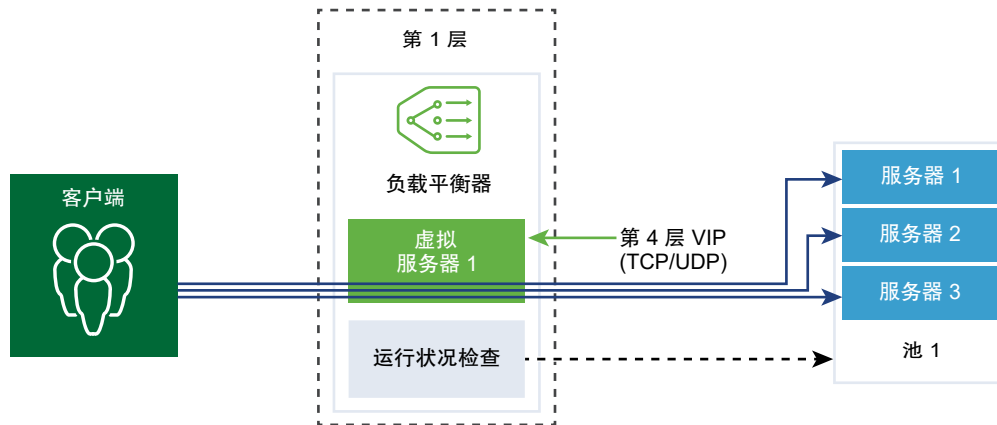 第 1 层
负载平衡器
客户端
虚拟
服务器 1
第 4 层 VIP
(TCP/UDP)
运行状况检查
服务器 1
服务器 2
服务器 3
池 1